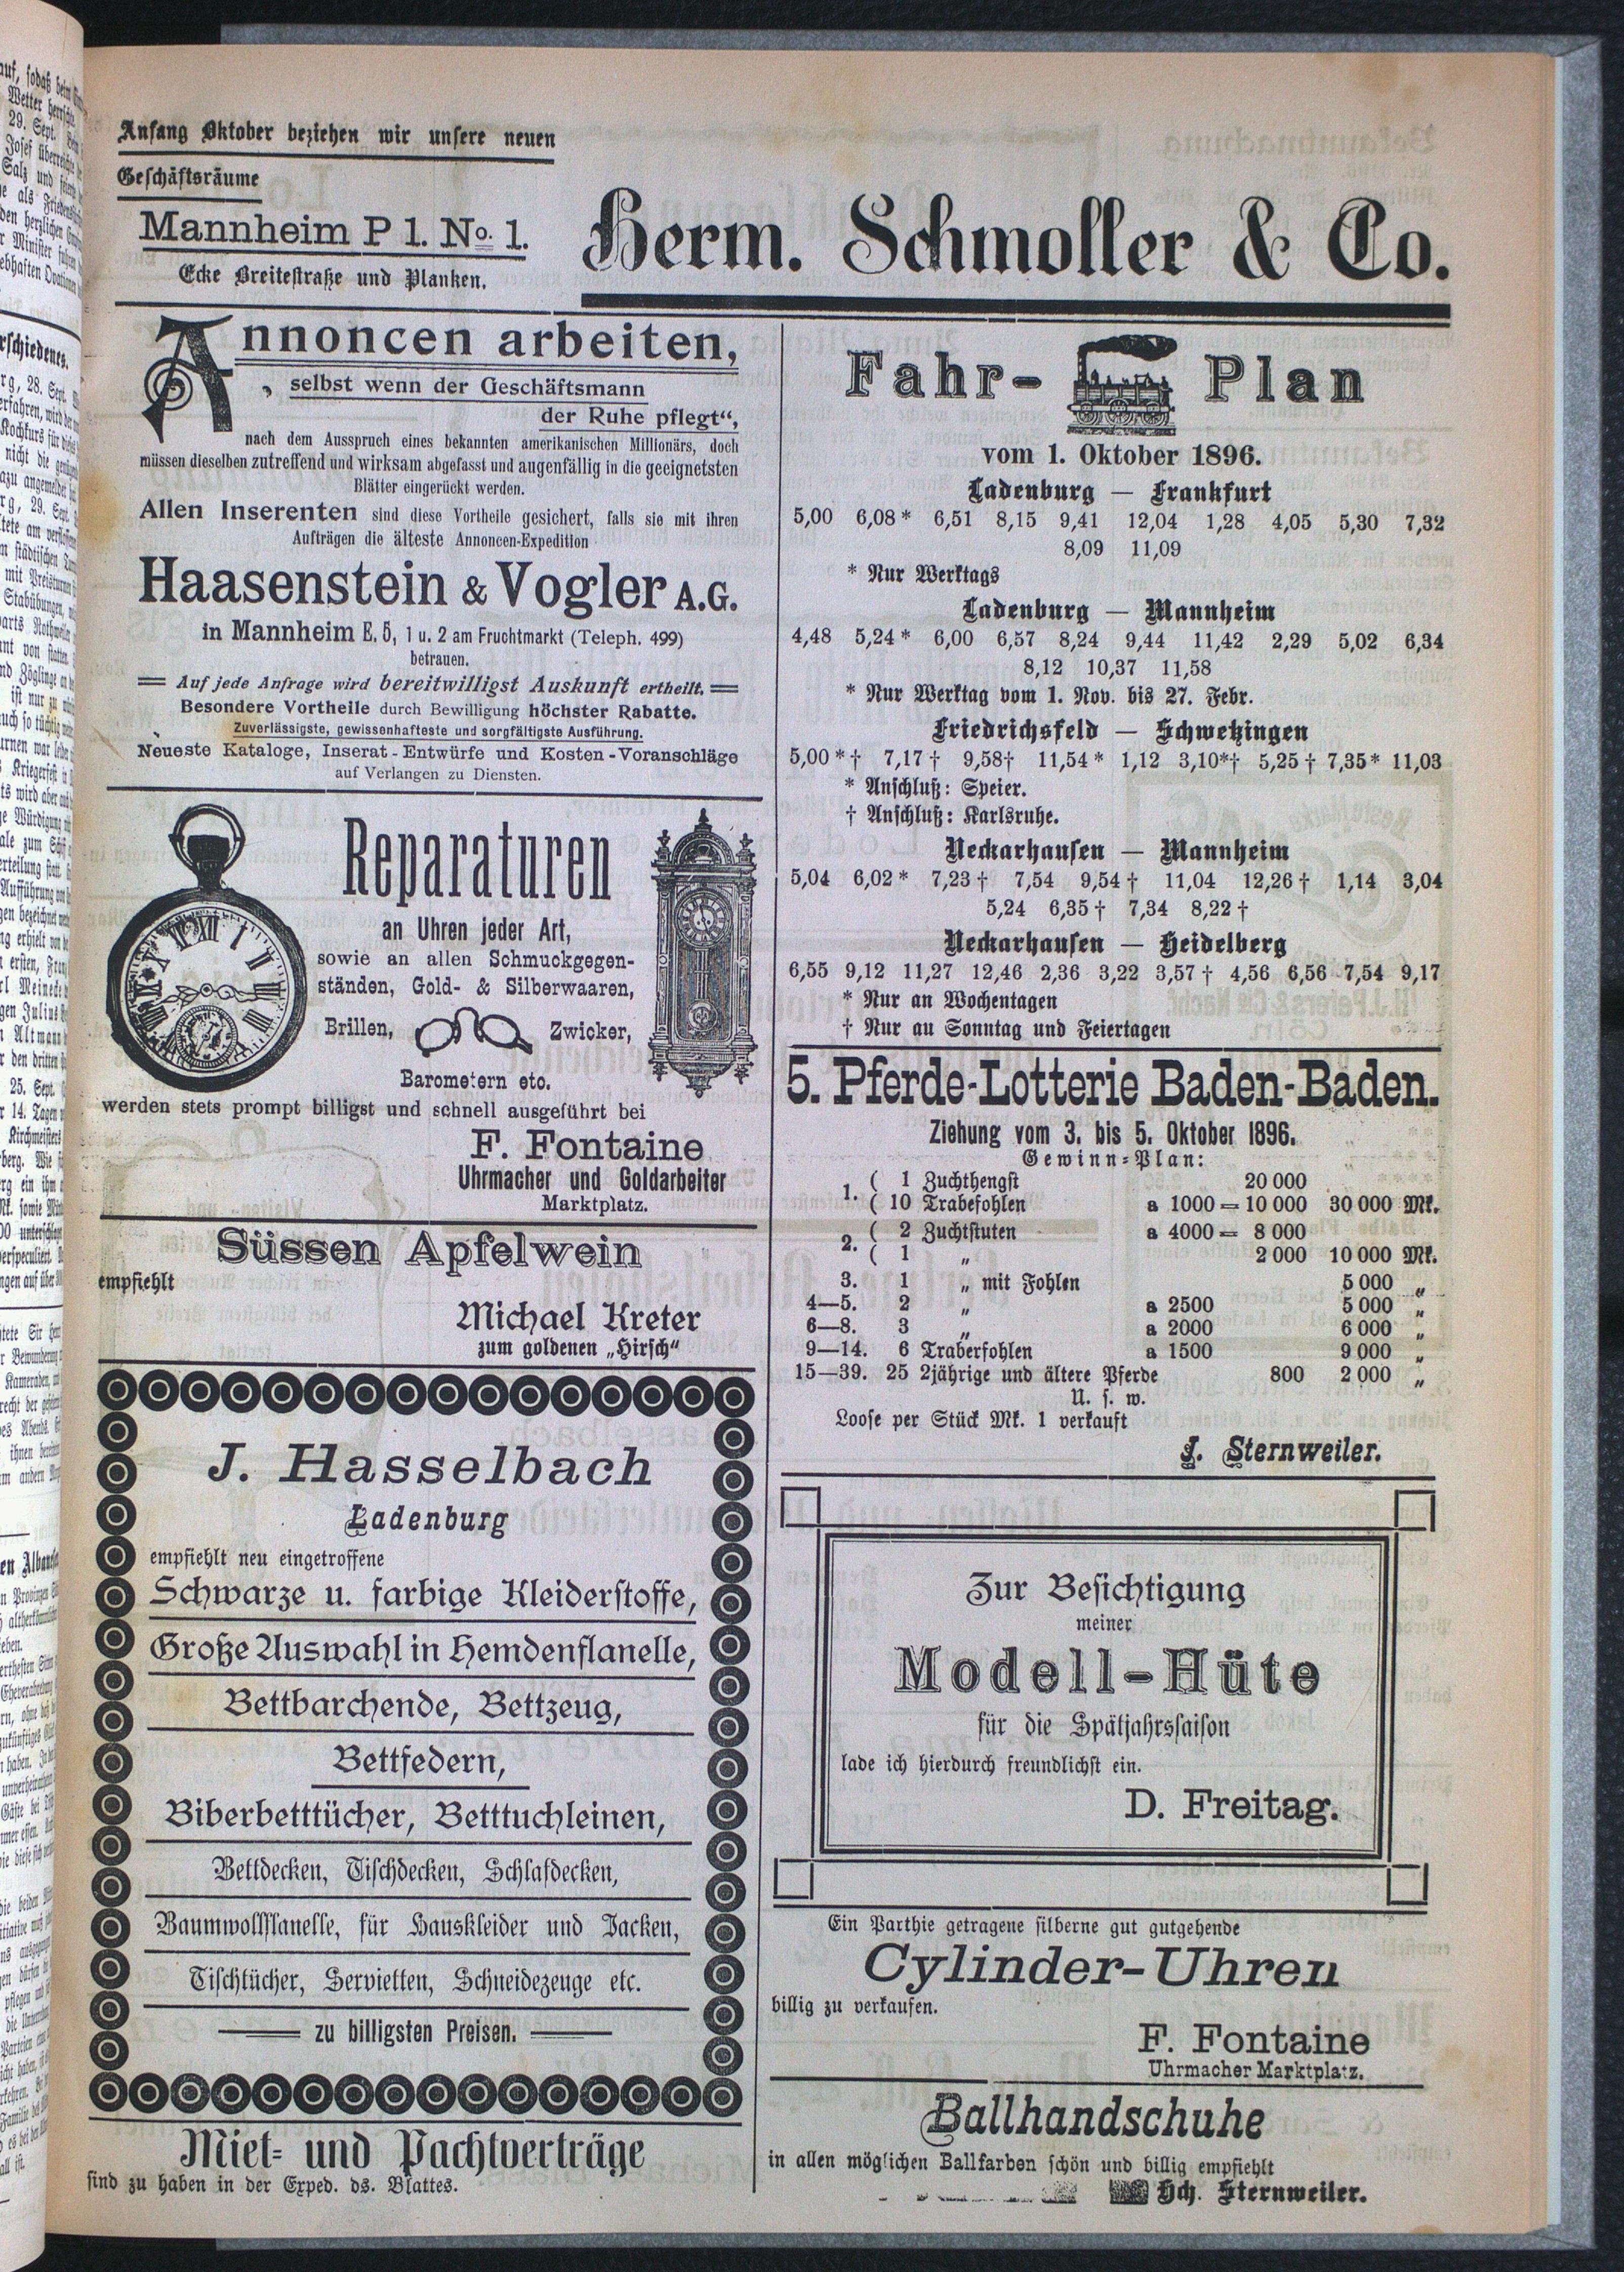 Anfang Oktober beziehen wir unsere neuen
Geschäftsräume
Mannheim P 1. No. 1.
Ecke Breitestraße und Planken.
Herm. Schmoller & Co.
Annoncen arbeiten,
„ selbst wenn der Geschäftsmann
der Ruhe pflegt“,
nach dem Ausspruch eines bekannten amerikanischen Millionärs, doch
müssen dieselben zutreffend und wirksam abgefasst und augenfällig in die geeignetsten
Blätter eingerückt werden.
Allen Inserenten sind diese Vortheile gesichert, falls sie mit ihren
Aufträgen die älteste Annoncen-Expedition
Haasenstein & Vogler A.G.
in Mannheim E. 5, 1 u. 2 am Fruchtmarkt (Teleph. 499)
betrauen.
Auf jede Anfrage wird bereitwilligst Auskunft ertheilt.
Besondere Vortheile durch Bewilligung höchster Rabatte.
Zuverlässigste, gewissenhafteste und sorgfältigste Ausführung.
Neueste Kataloge, Inserat-Entwürfe und Kosten-Voranschläge
auf Verlangen zu Diensten.
Reparaturen
an Uhren jeder Art,
sowie an allen Schmuckgegen-
ständen, Gold- & Silberwaaren,
Brillen, Zwicker,
Barometern etc.
werden stets prompt billigst und schnell ausgeführt bei
F. Fontaine
Uhrmacher und Goldarbeiter
Marktplatz.
Süssen Apfelwein
empfiehlt
Michael Kreter
zum goldenen „Hirsch“
J. Hasselbach
Ladenburg
empfiehlt neu eingetroffene
Schwarze u. farbige Kleiderstoffe,
Große Auswahl in Hemdenflanelle,
Bettbarchende, Bettzeug,
Bettfedern,
Biberbetttücher, Betttuchleinen,
Bettdecken, Tischdecken, Schlafdecken,
Baumwollflanelle, für Hauskleider und Jacken,
Tischtücher, Servietten, Schneidezeuge etc.
zu billigsten Preisen.
Miet- und Pachtverträge
sind zu haben in der Exped. ds. Blattes.
Fahr-Plan
vom 1. Oktober 1896.
Ladenburg — Frankfurt
5,00 6,08* 6,51 8,15 9,41 12,04 1,28 4,05 5,30 7,32
8,09 11,09
* Nur Werktags
Ladenburg — Mannheim
4,48 5,24* 6,00 6,57 8,24 9,44 11,42 2,29 5,02 6,34
8,12 10,37 11,58
* Nur Werktag vom 1. Nov. bis 27. Febr.
Friedrichsfeld — Schwetzingen
5,00*† 7,17† 9,58† 11,54* 1,12 3,10*† 5,25† 7,35* 11,03
* Anschluß: Speier.
† Anschluß: Karlsruhe.
Neckarhausen — Mannheim
5,04 6,02* 7,23† 7,54 9,54† 11,04 12,26† 1,14 3,04
5,24 6,35† 7,34 8,22†
Neckarhausen — Heidelberg
6,55 9,12 11,27 12,46 2,36 3,22 3,57† 4,56 6,56 7,54 9,17
* Nur an Wochentagen
† Nur au Sonntag und Feiertagen
5. Pferde-Lotterie Baden-Baden.
Ziehung vom 3. bis 5. Oktober 1896.
Gewinn-Plan:
1. ( 1 Zuchthengst 20 000
( 10 Trabefohlen a 1000 = 10 000 30 000 Mk.
2. ( 2 Zuchtstuten a 4000 = 8 000
( 1 „ 2 000 10 000 Mk.
3. 1 „ mit Fohlen 5 000 „
4—5. 2 „ a 2500 5 000 „
6—8. 3 „ a 2000 6 000 „
9—14. 6 Traberfohlen a 1500 9 000 „
15—39. 25 2jährige und ältere Pferde 800 2 000 „
U. s. w.
Loose per Stück Mk. 1 verkauft
J. Sternweiler.
Zur Besichtigung
meiner
Modell-Hüte
für die Spätjahrssaison
lade ich hierdurch freundlichst ein.
D. Freitag.
Ein Parthie getragene silberne gut gutgehende
Cylinder-Uhren
billig zu verkaufen.
F. Fontaine
Uhrmacher Marktplatz.
Ballhandschuhe
in allen möglichen Ballfarben schön und billig empfiehlt
Hch. Sternweiler.